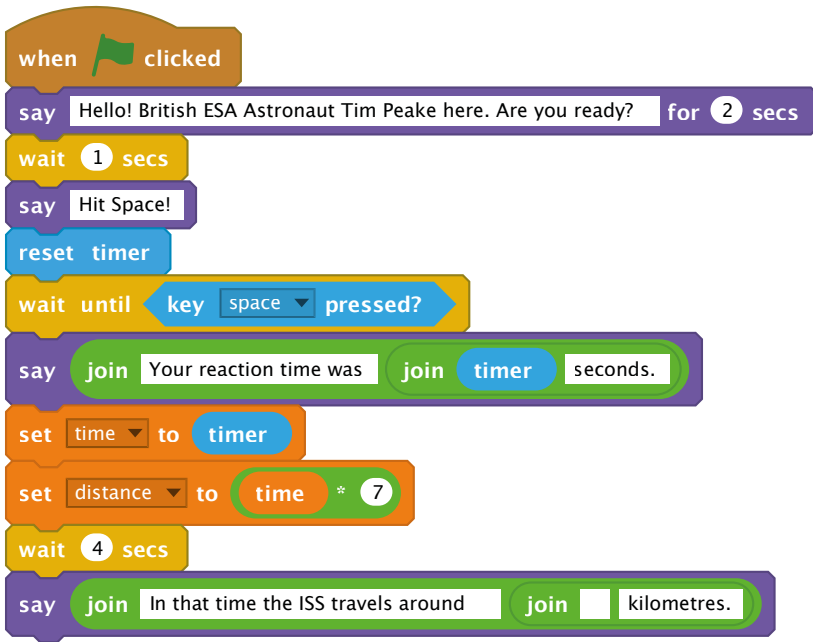 when clicked
say Hello! British ESA Astronaut Tim Peake here. Are you ready? for 2 secs
wait 1 secs
say Hit Space!
reset timer
wait until key space pressed?
say join Your reaction time was join timer seconds.
set time to timer
set distance to time * 7
wait 4 secs
say join In that time the ISS travels around join kilometres.